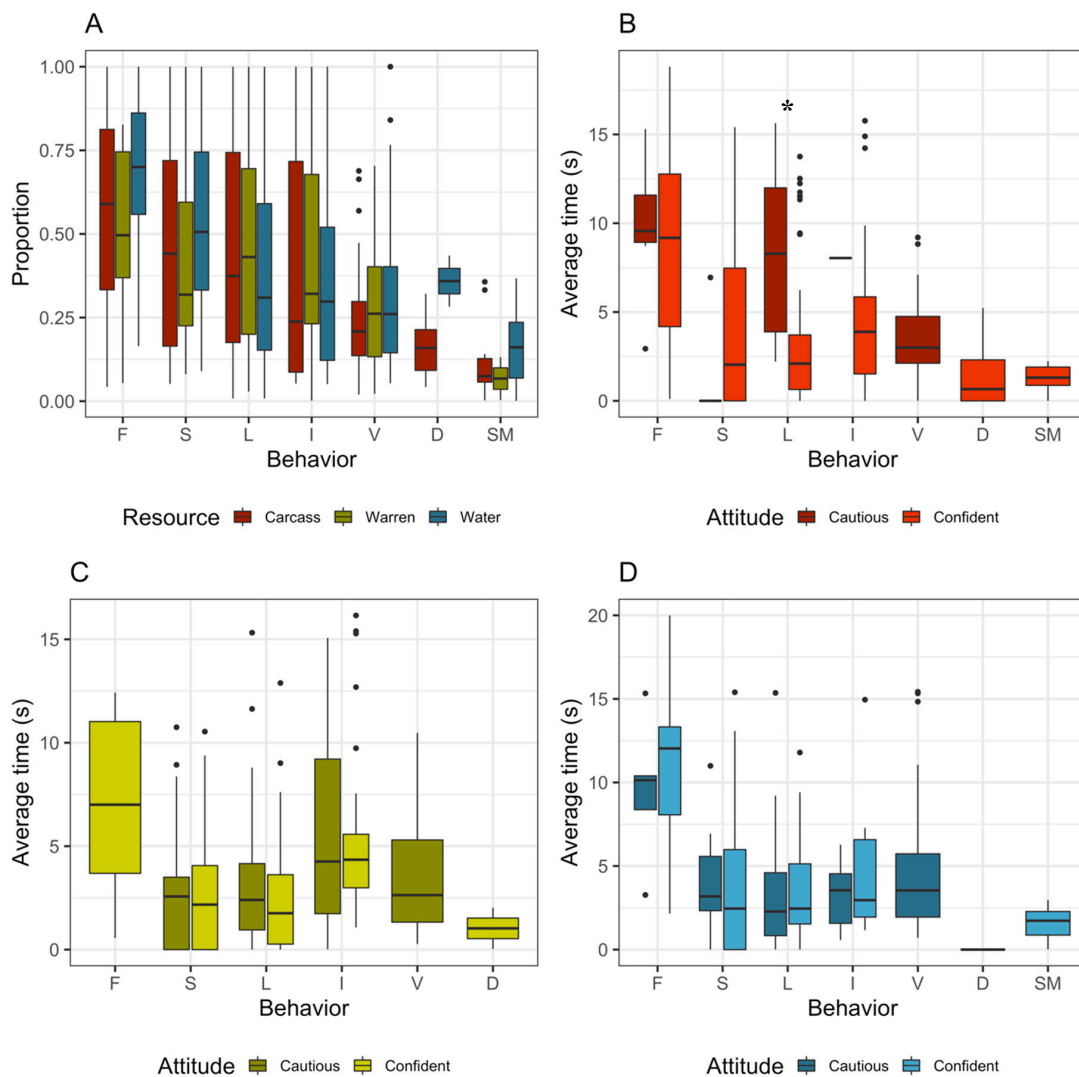 A
Proportion
1.00
0.75
0.50
0.25
0.00
F S L I V D SM
Behavior
Resource Carcass Warren Water
B
Average time (s)
*
15
10
5
0
F S L I V D SM
Behavior
Attitude Cautious Confident
C
Average time (s)
15
10
5
0
F S L I V D
Behavior
Attitude Cautious Confident
D
Average time (s)
20
15
10
5
0
F S L I V D SM
Behavior
Attitude Cautious Confident